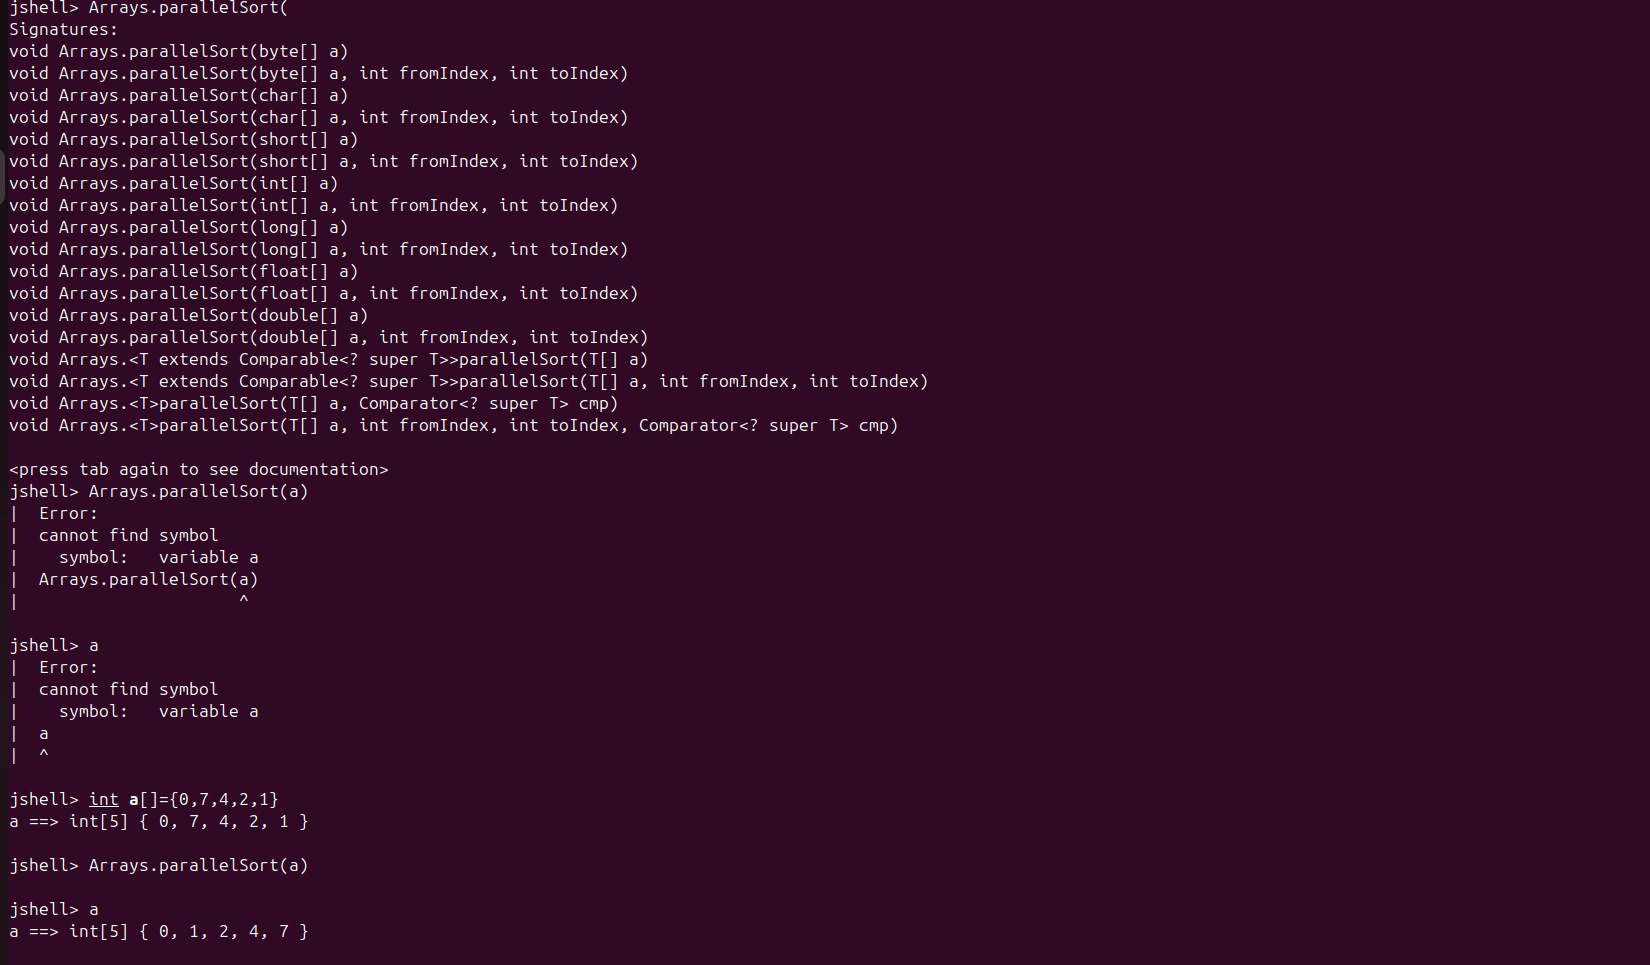 jshell> Arrays.parallelSort(
Signatures:
void Arrays.parallelSort(byte[] a)
void Arrays.parallelSort(byte[] a, int fromIndex, int toIndex)
void Arrays.parallelSort(char[] a)
void Arrays.parallelSort(char[] a, int fromIndex, int toIndex)
void Arrays.parallelSort(short[] a)
void Arrays.parallelSort(short[] a, int fromIndex, int toIndex)
void Arrays.parallelSort(int[] a)
void Arrays.parallelSort(int[] a, int fromIndex, int toIndex)
void Arrays.parallelSort(long[] a)
void Arrays.parallelSort(long[] a, int fromIndex, int toIndex)
void Arrays.parallelSort(float[] a)
void Arrays.parallelSort(float[] a, int fromIndex, int toIndex)
void Arrays.parallelSort(double[] a)
void Arrays.parallelSort(double[] a, int fromIndex, int toIndex)
void Arrays.<T extends Comparable<? super T>>parallelSort(T[] a)
void Arrays.<T extends Comparable<? super T>>parallelSort(T[] a, int fromIndex, int toIndex)
void Arrays.<T>parallelSort(T[] a, Comparator<? super T> cmp)
void Arrays.<T>parallelSort(T[] a, int fromIndex, int toIndex, Comparator<? super T> cmp)

<press tab again to see documentation>
jshell> Arrays.parallelSort(a)
|  Error:
|  cannot find symbol
|    symbol:   variable a
|  Arrays.parallelSort(a)
|                      ^

jshell> a
|  Error:
|  cannot find symbol
|    symbol:   variable a
|  a
|  ^

jshell> int a[]={0,7,4,2,1}
a ==> int[5] { 0, 7, 4, 2, 1 }

jshell> Arrays.parallelSort(a)

jshell> a
a ==> int[5] { 0, 1, 2, 4, 7 }